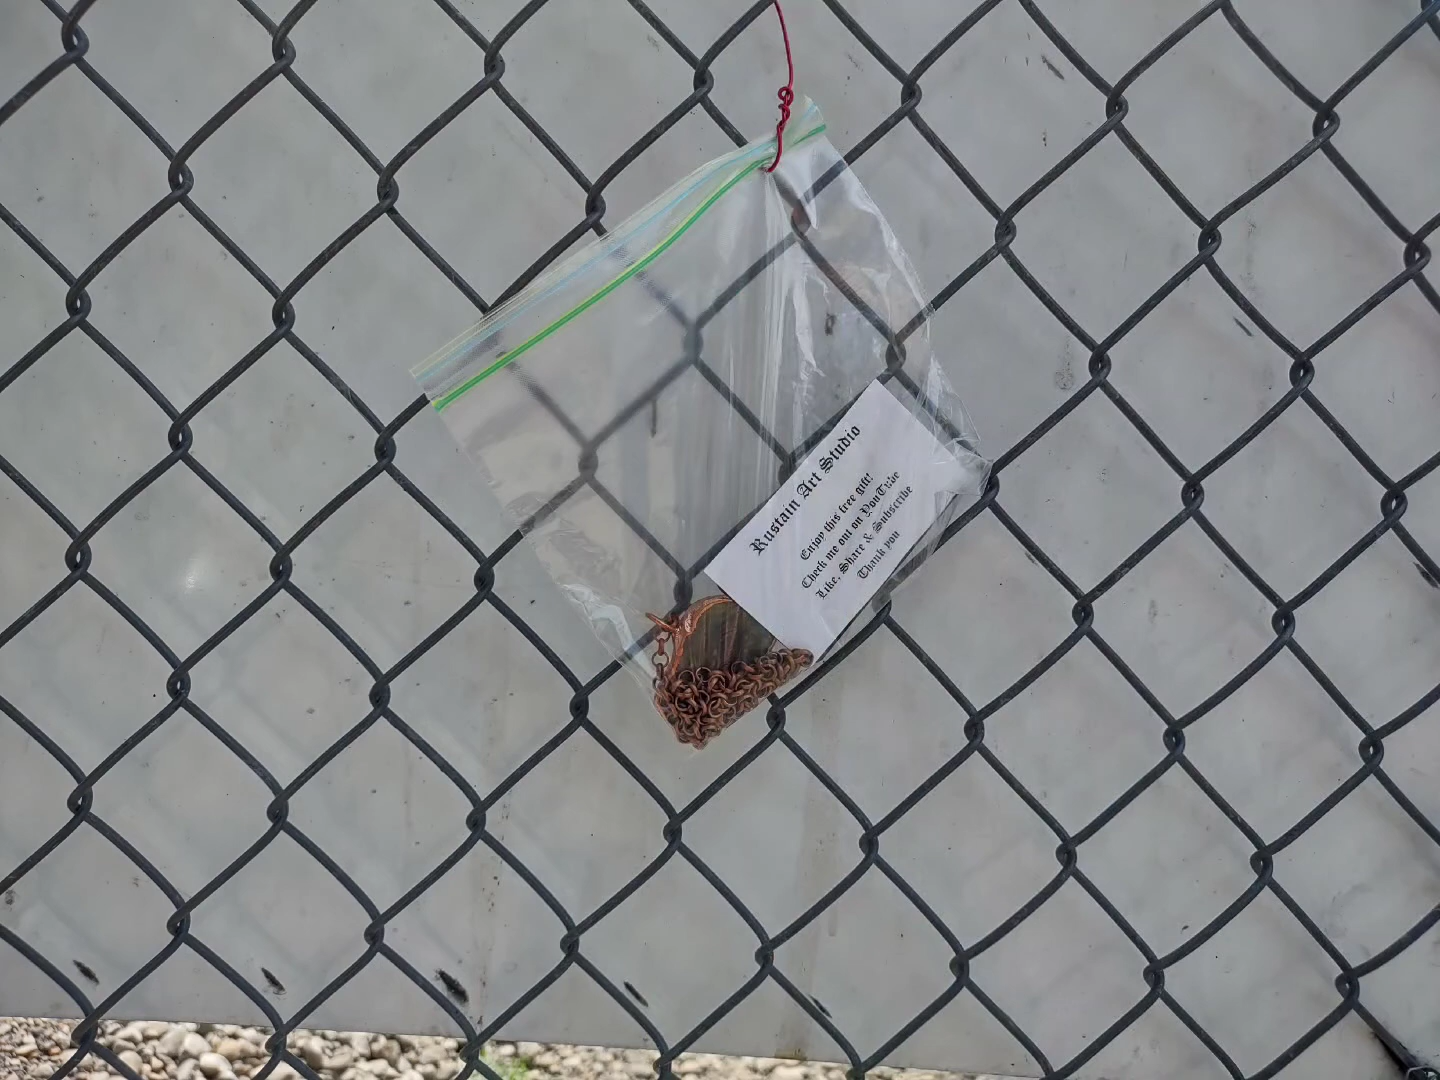 Rustain Art Studio
Enjoy this free gift!
Check me out on YouTube
Like, Share & Subscribe
Thank you